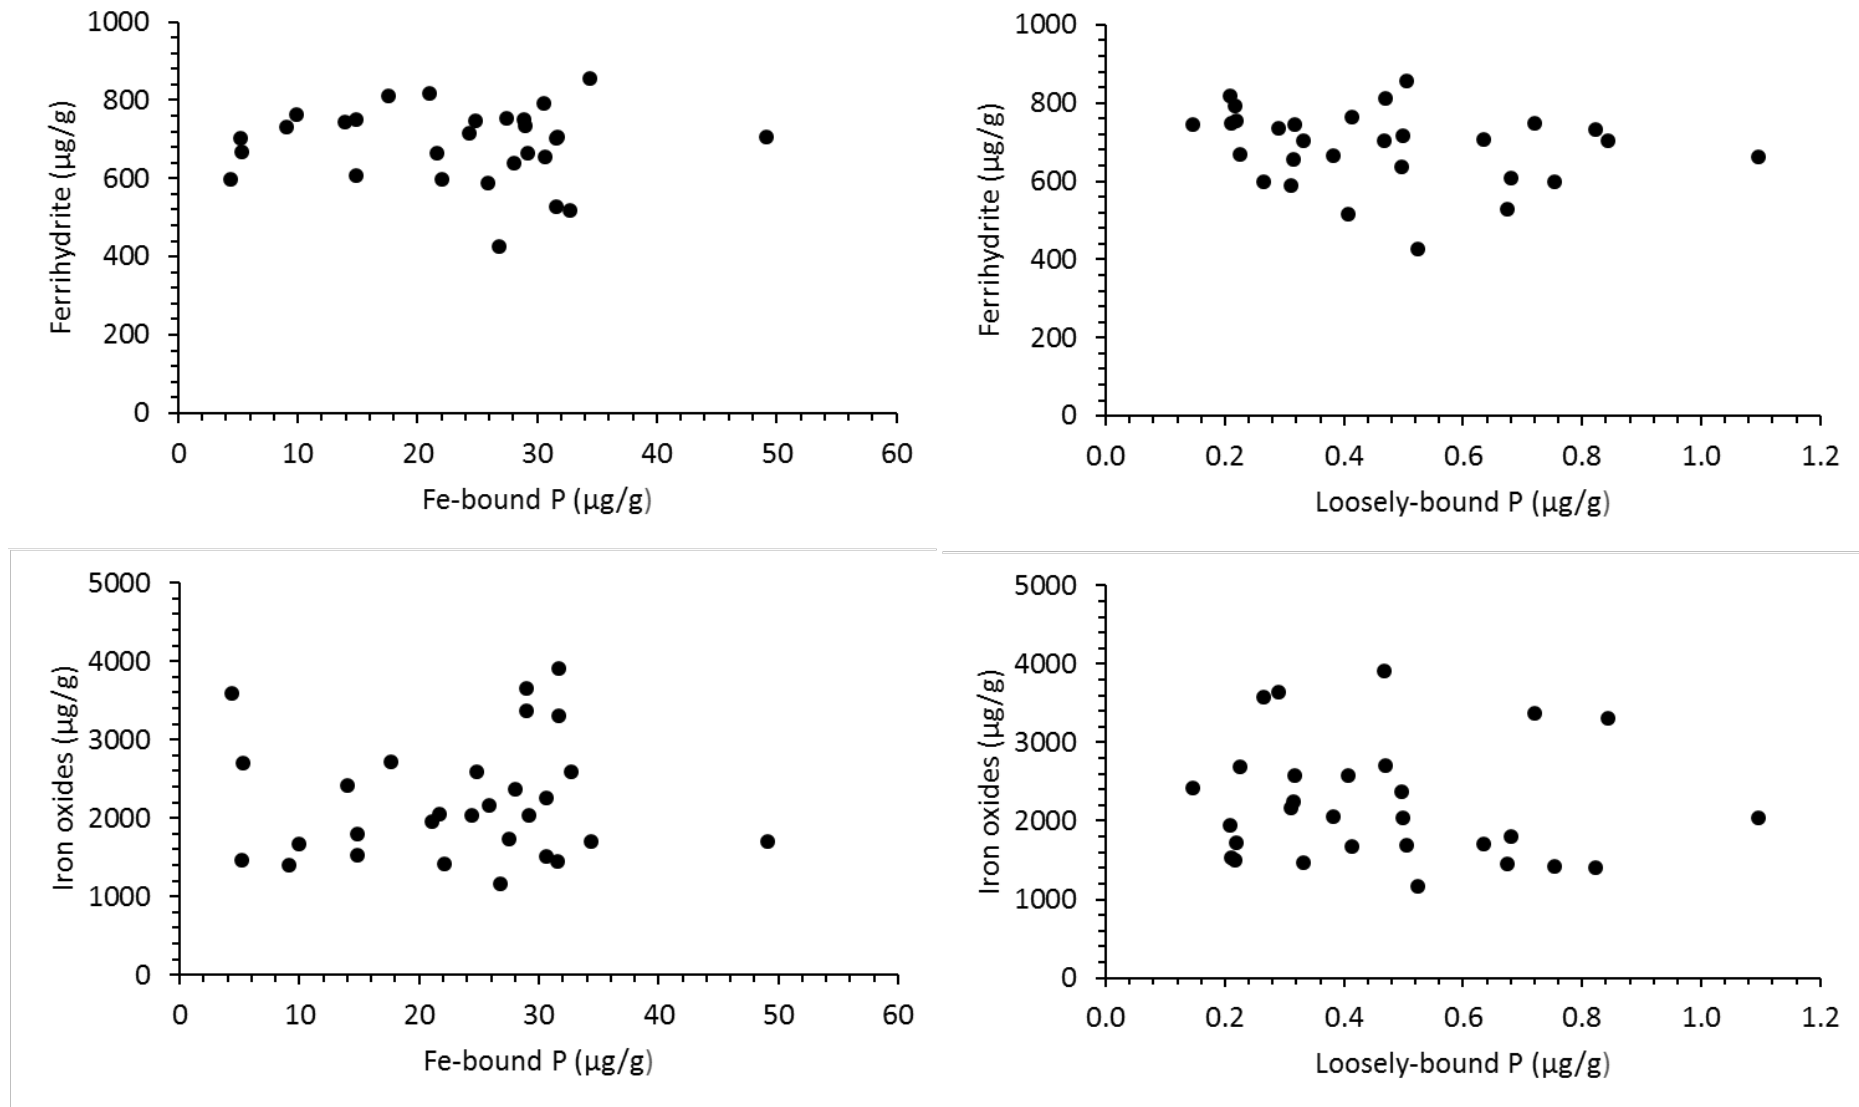 1000
800
600
400
200
0
Ferrihydrite (µg/g)
0 10 20 30 40 50 60
Fe-bound P (µg/g)
1000
800
600
400
200
0
Ferrihydrite (µg/g)
0.0 0.2 0.4 0.6 0.8 1.0 1.2
Loosely-bound P (µg/g)
5000
4000
3000
2000
1000
0
Iron oxides (µg/g)
0 10 20 30 40 50 60
Fe-bound P (µg/g)
5000
4000
3000
2000
1000
0
Iron oxides (µg/g)
0.0 0.2 0.4 0.6 0.8 1.0 1.2
Loosely-bound P (µg/g)